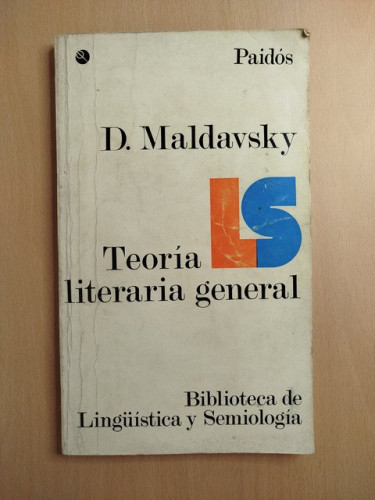 Paidós
D. Maldavsky
LS
Teoría
literaria general
Biblioteca de
Lingüística y Semiología